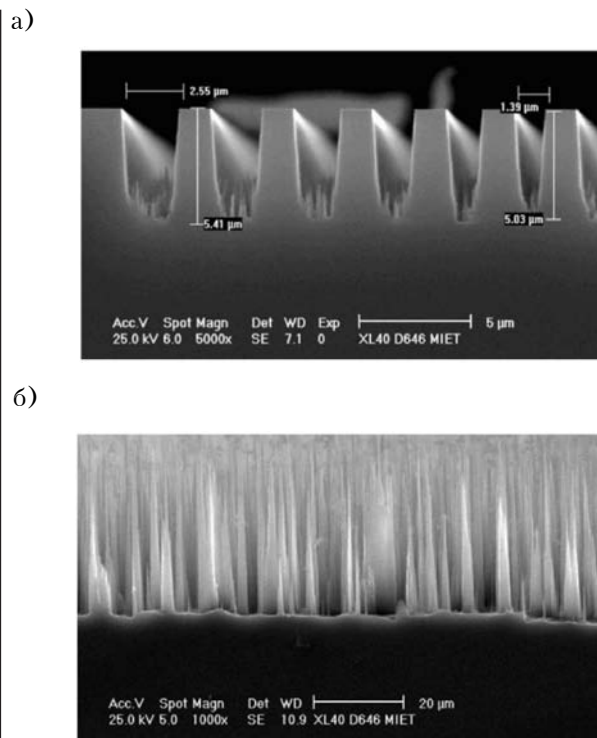 а)
2.55 µm
1.39 µm
5.41 µm
5.03 µm
Acc.V Spot Magn Det WD Exp
5 µm
25.0 kV 6.0 5000x SE 7.1 0 XL40 D646 MIET
б)
Acc.V Spot Magn Det WD
20 µm
25.0 kV 5.0 1000x SE 10.9 XL40 D646 MIET